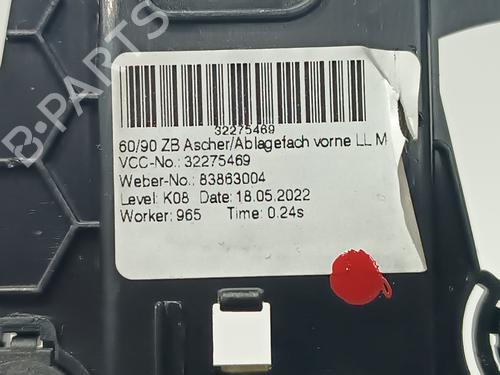 32275469
60/90 ZB Ascher/Ablagefach vorne LL M
VCC-No.: 32275469
Weber-No.: 83863004
Level: K08 Date: 18.05.2022
Worker: 965 Time: 0.24s
B-PARTS